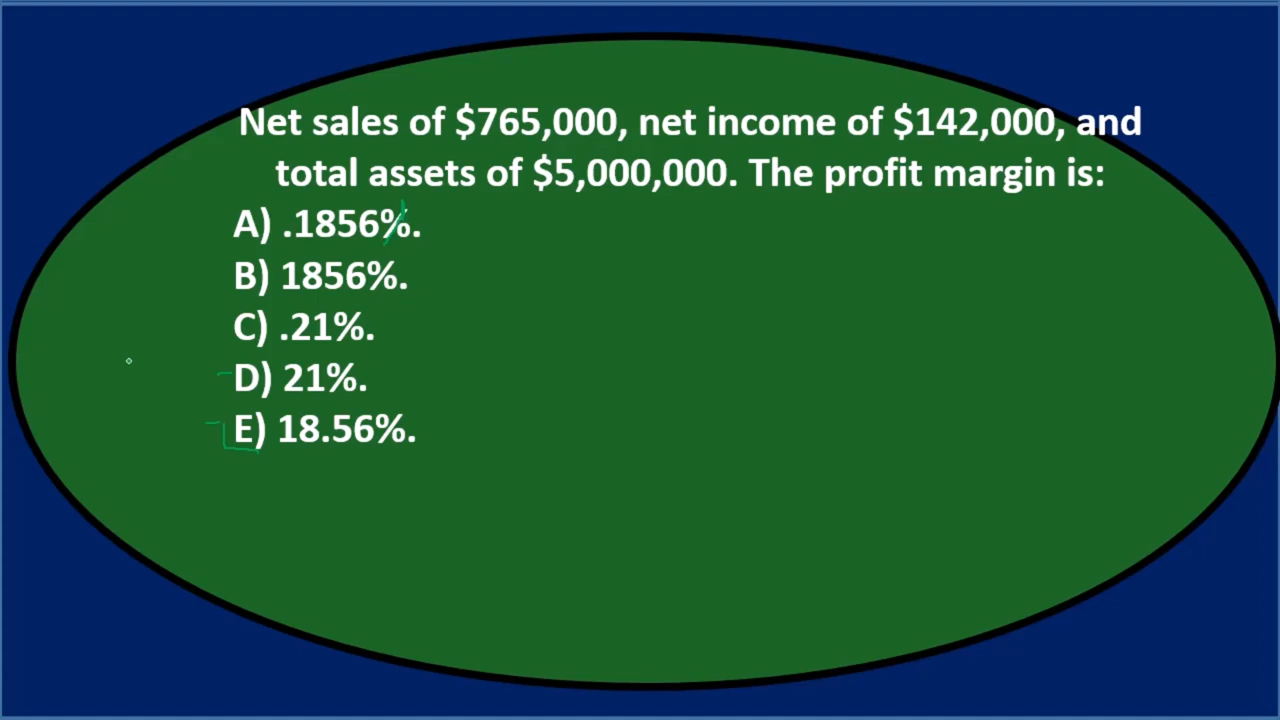 Net sales of $765,000, net income of $142,000, and
total assets of $5,000,000. The profit margin is:
A) .1856%.
B) 1856%.
C) .21%.
D) 21%.
E) 18.56%.